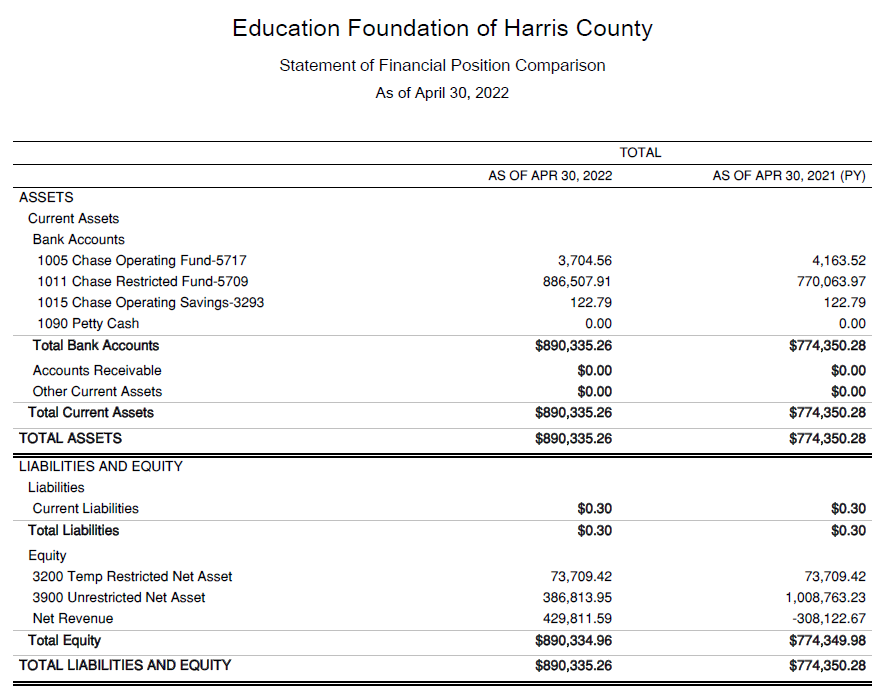 Education Foundation of Harris County
Statement of Financial Position Comparison
As of April 30, 2022
TOTAL
AS OF APR 30, 2022 AS OF APR 30, 2021 (PY)
ASSETS
Current Assets
Bank Accounts
1005 Chase Operating Fund-5717 3,704.56 4,163.52
1011 Chase Restricted Fund-5709 886,507.91 770,063.97
1015 Chase Operating Savings-3293 122.79 122.79
1090 Petty Cash 0.00 0.00
Total Bank Accounts $890,335.26 $774,350.28
Accounts Receivable $0.00 $0.00
Other Current Assets $0.00 $0.00
Total Current Assets $890,335.26 $774,350.28
TOTAL ASSETS $890,335.26 $774,350.28
LIABILITIES AND EQUITY
Liabilities
Current Liabilities $0.30 $0.30
Total Liabilities $0.30 $0.30
Equity
3200 Temp Restricted Net Asset 73,709.42 73,709.42
3900 Unrestricted Net Asset 386,813.95 1,008,763.23
Net Revenue 429,811.59 -308,122.67
Total Equity $890,334.96 $774,349.98
TOTAL LIABILITIES AND EQUITY $890,335.26 $774,350.28